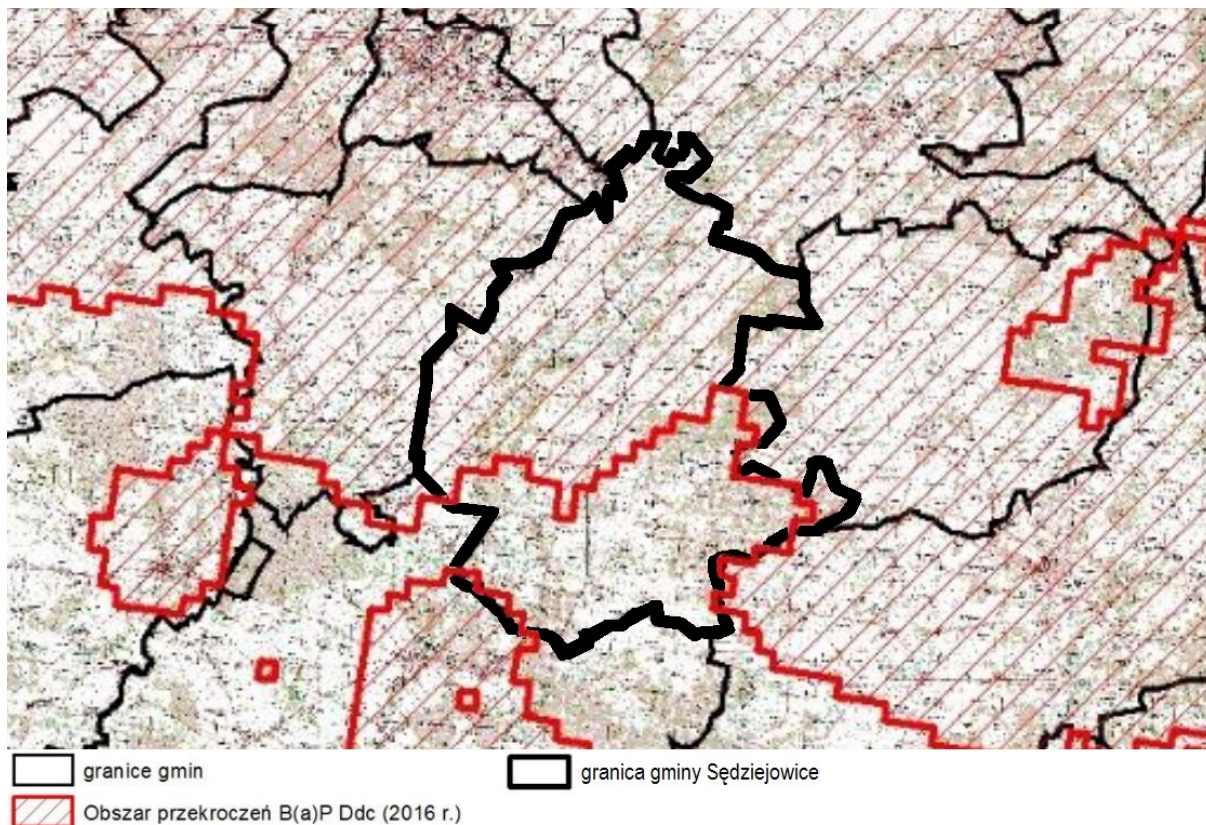 granice gmin
granica gminy Sędziejowice
Obszar przekroczeń B(a)P Ddc (2016 r.)